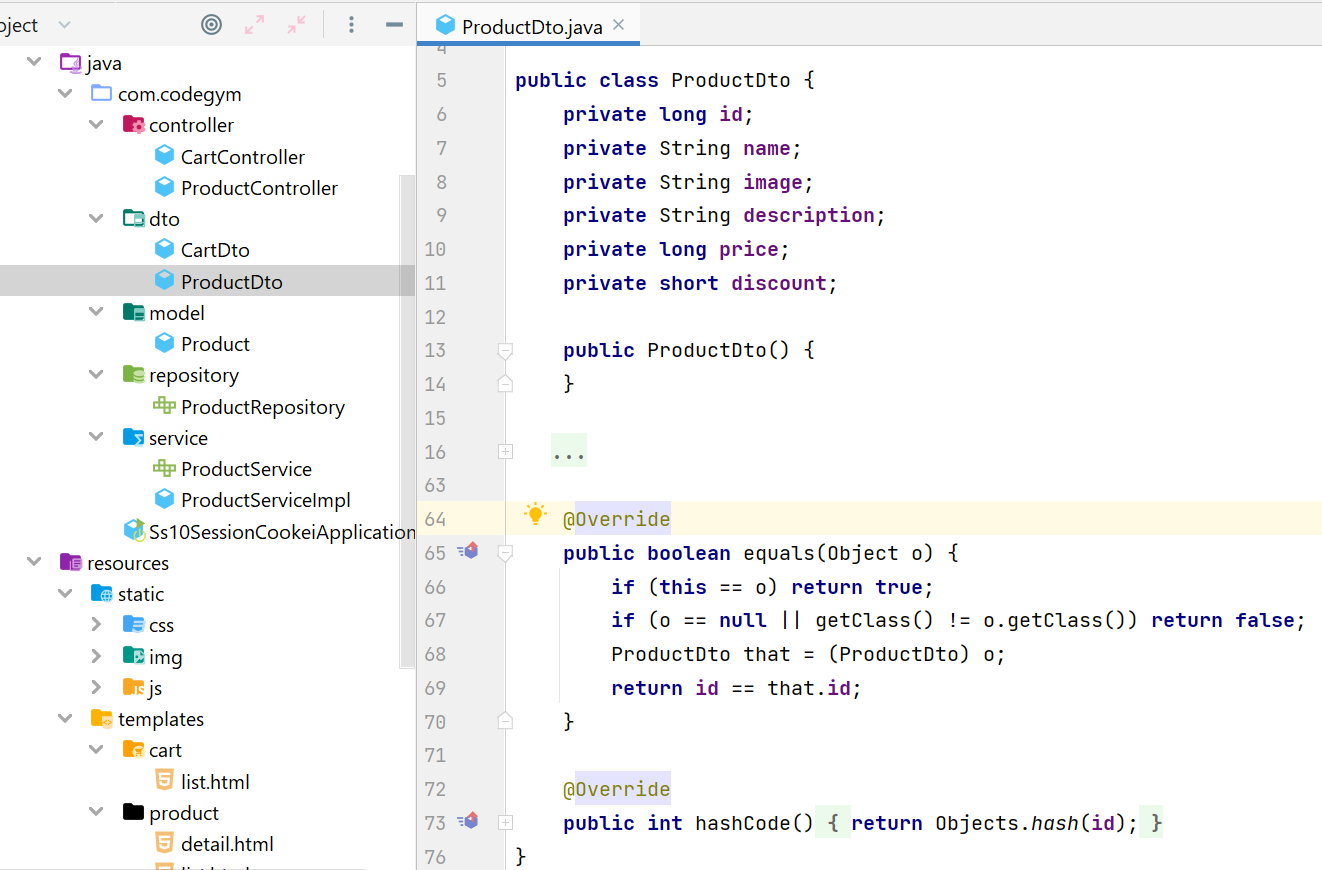 oject
java
com.codegym
controller
CartController
ProductController
dto
CartDto
ProductDto
model
Product
repository
ProductRepository
service
ProductService
ProductServiceImpl
Ss10SessionCookeiApplication
resources
static
css
img
js
templates
cart
list.html
product
detail.html
ProductDto.java
4
5 public class ProductDto {
6 private long id;
7 private String name;
8 private String image;
9 private String description;
10 private long price;
11 private short discount;
12
13 public ProductDto() {
14 }
15
16 ...
63
64 @Override
65 public boolean equals(Object o) {
66 if (this == o) return true;
67 if (o == null || getClass() != o.getClass()) return false;
68 ProductDto that = (ProductDto) o;
69 return id == that.id;
70 }
71
72 @Override
73 public int hashCode() { return Objects.hash(id); }
76 }